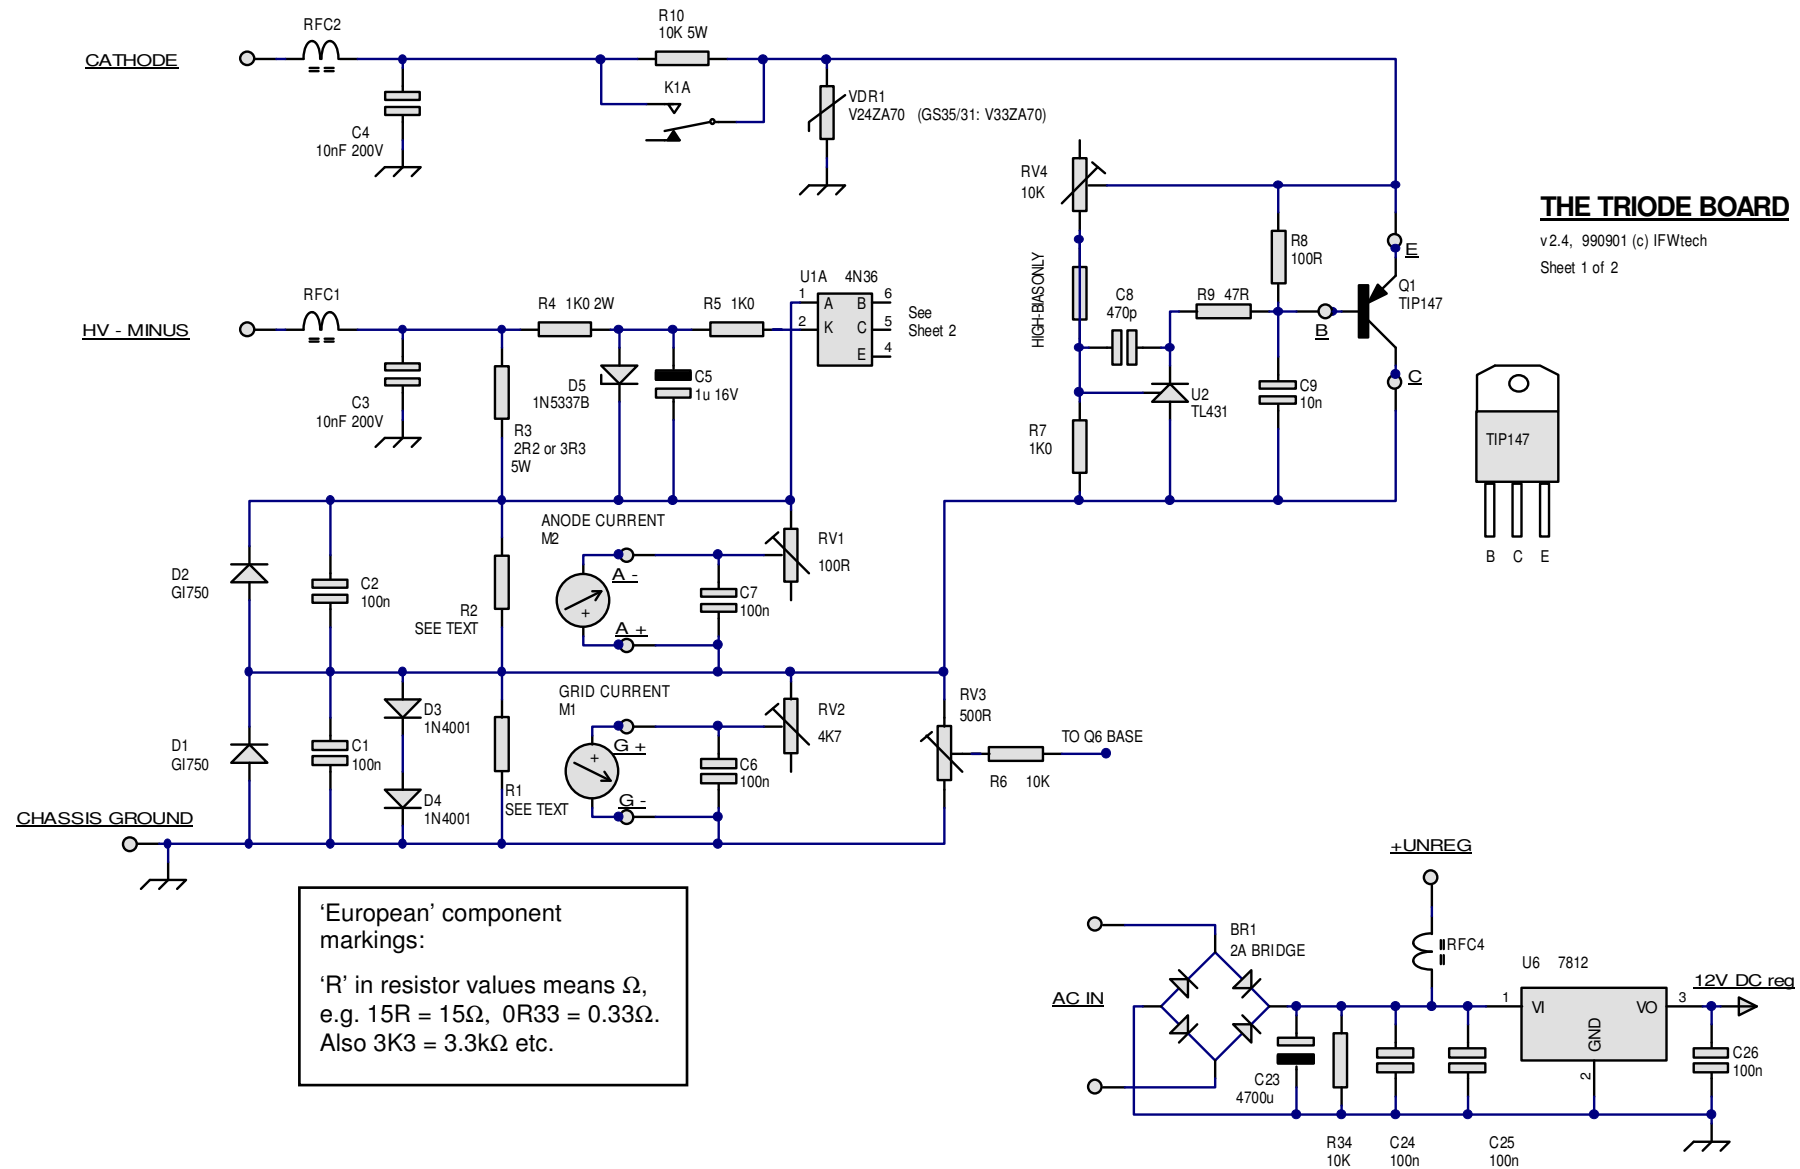 RFC2
R10
10K 5W
CATHODE
K1A
VDR1
V24ZA70 (GS35/31: V33ZA70)
C4
10nF 200V
RV4
10K
THE TRIODE BOARD
v2.4, 990901 (c) IFWtech
Sheet 1 of 2
R8
100R
E
HIGH-BIAS ONLY
C8
470p
R9 47R
Q1
TIP147
B
C
RFC1
R4 1K0 2W
R5 1K0
U1A 4N36
1
A
B
6
2
K
C
5
E
4
See
Sheet 2
HV - MINUS
C3
10nF 200V
D5
1N5337B
C5
1u 16V
R3
2R2 or 3R3
5W
U2
TL431
C9
10n
R7
1K0
TIP147
B C E
ANODE CURRENT
M2
A -
+
A +
RV1
100R
D2
GI750
C2
100n
R2
SEE TEXT
C7
100n
GRID CURRENT
M1
G +
+
G -
RV2
4K7
RV3
500R
TO Q6 BASE
R6 10K
D3
1N4001
D1
GI750
C1
100n
D4
1N4001
R1
SEE TEXT
C6
100n
CHASSIS GROUND
‘European’ component
markings:
‘R’ in resistor values means Ω,
e.g. 15R = 15Ω, 0R33 = 0.33Ω.
Also 3K3 = 3.3kΩ etc.
+UNREG
BR1
2A BRIDGE
RFC4
U6 7812
12V DC reg
AC IN
1
VI
VO
3
GND
2
C23
4700u
C26
100n
R34
10K
C24
100n
C25
100n